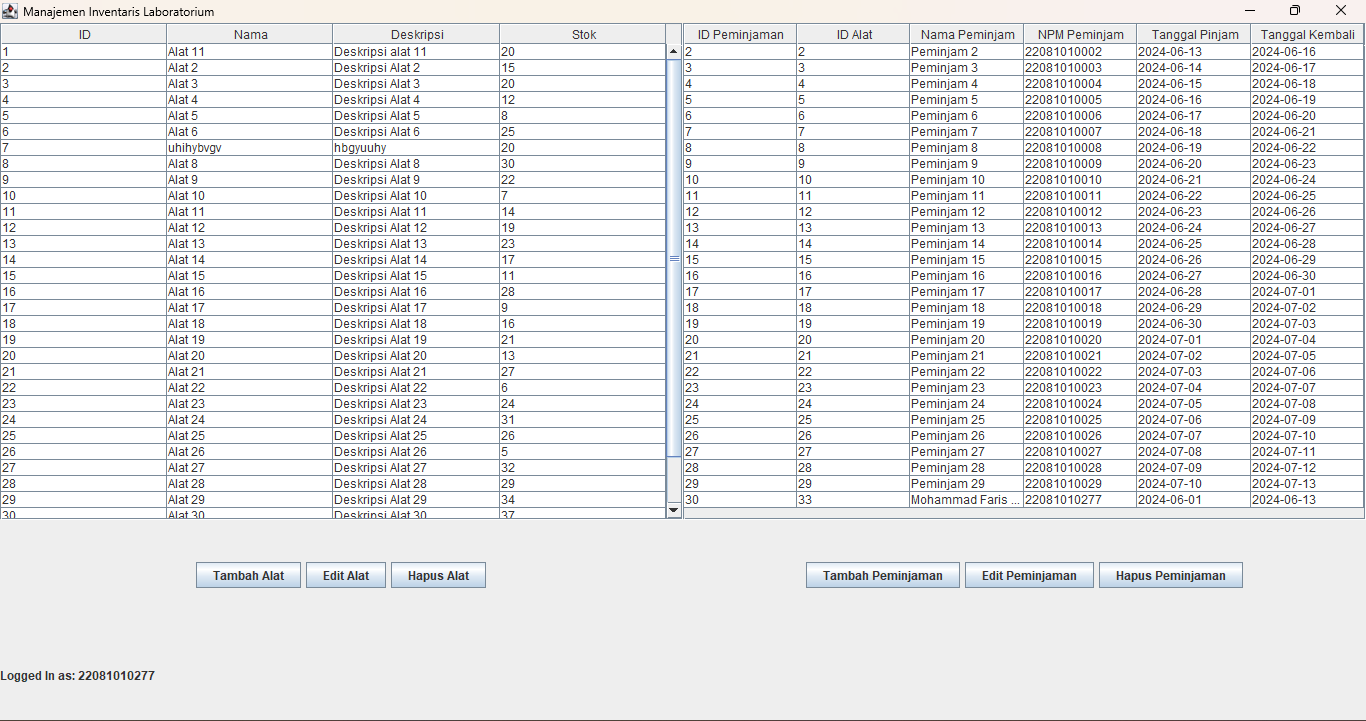 Manajemen Inventaris Laboratorium
ID Nama Deskripsi Stok
1 Alat 11 Deskripsi alat 11 20
2 Alat 2 Deskripsi Alat 2 15
3 Alat 3 Deskripsi Alat 3 20
4 Alat 4 Deskripsi Alat 4 12
5 Alat 5 Deskripsi Alat 5 8
6 Alat 6 Deskripsi Alat 6 25
7 uhihybvgv hbgyuuhy 20
8 Alat 8 Deskripsi Alat 8 30
9 Alat 9 Deskripsi Alat 9 22
10 Alat 10 Deskripsi Alat 10 7
11 Alat 11 Deskripsi Alat 11 14
12 Alat 12 Deskripsi Alat 12 19
13 Alat 13 Deskripsi Alat 13 23
14 Alat 14 Deskripsi Alat 14 17
15 Alat 15 Deskripsi Alat 15 11
16 Alat 16 Deskripsi Alat 16 28
17 Alat 17 Deskripsi Alat 17 9
18 Alat 18 Deskripsi Alat 18 16
19 Alat 19 Deskripsi Alat 19 21
20 Alat 20 Deskripsi Alat 20 13
21 Alat 21 Deskripsi Alat 21 27
22 Alat 22 Deskripsi Alat 22 6
23 Alat 23 Deskripsi Alat 23 24
24 Alat 24 Deskripsi Alat 24 31
25 Alat 25 Deskripsi Alat 25 26
26 Alat 26 Deskripsi Alat 26 5
27 Alat 27 Deskripsi Alat 27 32
28 Alat 28 Deskripsi Alat 28 29
29 Alat 29 Deskripsi Alat 29 34
30 Alat 30 Deskripsi Alat 30 37
ID Peminjaman ID Alat Nama Peminjam NPM Peminjam Tanggal Pinjam Tanggal Kembali
2 2 Peminjam 2 22081010002 2024-06-13 2024-06-16
3 3 Peminjam 3 22081010003 2024-06-14 2024-06-17
4 4 Peminjam 4 22081010004 2024-06-15 2024-06-18
5 5 Peminjam 5 22081010005 2024-06-16 2024-06-19
6 6 Peminjam 6 22081010006 2024-06-17 2024-06-20
7 7 Peminjam 7 22081010007 2024-06-18 2024-06-21
8 8 Peminjam 8 22081010008 2024-06-19 2024-06-22
9 9 Peminjam 9 22081010009 2024-06-20 2024-06-23
10 10 Peminjam 10 22081010010 2024-06-21 2024-06-24
11 11 Peminjam 11 22081010011 2024-06-22 2024-06-25
12 12 Peminjam 12 22081010012 2024-06-23 2024-06-26
13 13 Peminjam 13 22081010013 2024-06-24 2024-06-27
14 14 Peminjam 14 22081010014 2024-06-25 2024-06-28
15 15 Peminjam 15 22081010015 2024-06-26 2024-06-29
16 16 Peminjam 16 22081010016 2024-06-27 2024-06-30
17 17 Peminjam 17 22081010017 2024-06-28 2024-07-01
18 18 Peminjam 18 22081010018 2024-06-29 2024-07-02
19 19 Peminjam 19 22081010019 2024-06-30 2024-07-03
20 20 Peminjam 20 22081010020 2024-07-01 2024-07-04
21 21 Peminjam 21 22081010021 2024-07-02 2024-07-05
22 22 Peminjam 22 22081010022 2024-07-03 2024-07-06
23 23 Peminjam 23 22081010023 2024-07-04 2024-07-07
24 24 Peminjam 24 22081010024 2024-07-05 2024-07-08
25 25 Peminjam 25 22081010025 2024-07-06 2024-07-09
26 26 Peminjam 26 22081010026 2024-07-07 2024-07-10
27 27 Peminjam 27 22081010027 2024-07-08 2024-07-11
28 28 Peminjam 28 22081010028 2024-07-09 2024-07-12
29 29 Peminjam 29 22081010029 2024-07-10 2024-07-13
30 33 Mohammad Faris ... 22081010277 2024-06-01 2024-06-13
Tambah Alat Edit Alat Hapus Alat
Tambah Peminjaman Edit Peminjaman Hapus Peminjaman
Logged In as: 22081010277